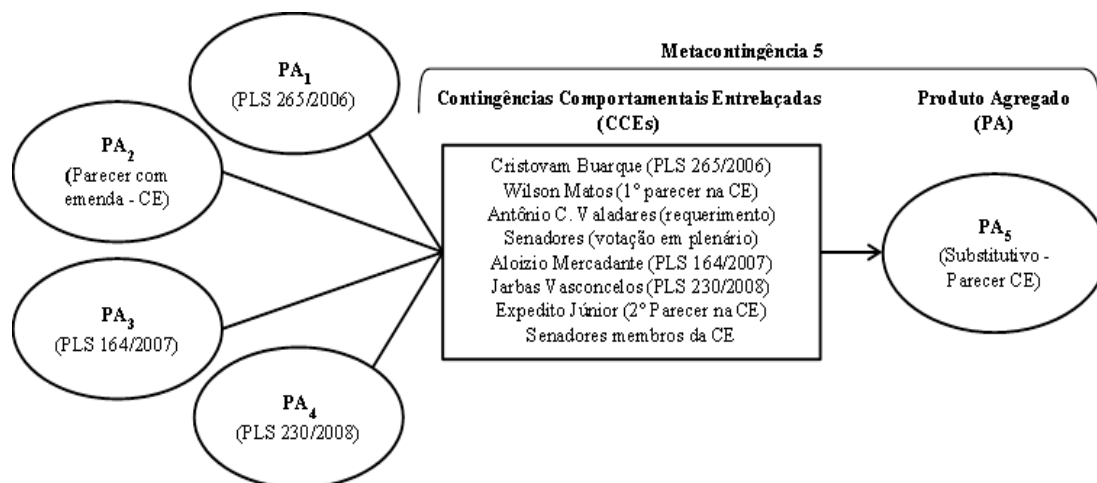 Metacontingência 5
PA1
(PLS 265/2006)
PA2
(Parecer com
emenda - CE)
PA3
(PLS 164/2007)
PA4
(PLS 230/2008)
Contingências Comportamentais Entrelaçadas
(CCEs)
Cristovam Buarque (PLS 265/2006)
Wilson Matos (1º parecer na CE)
Antônio C. Valadares (requerimento)
Senadores (votação em plenário)
Aloizio Mercadante (PLS 164/2007)
Jarbas Vasconcelos (PLS 230/2008)
Expedito Júnior (2º Parecer na CE)
Senadores membros da CE
Produto Agregado
(PA)
PA5
(Substitutivo -
Parecer CE)